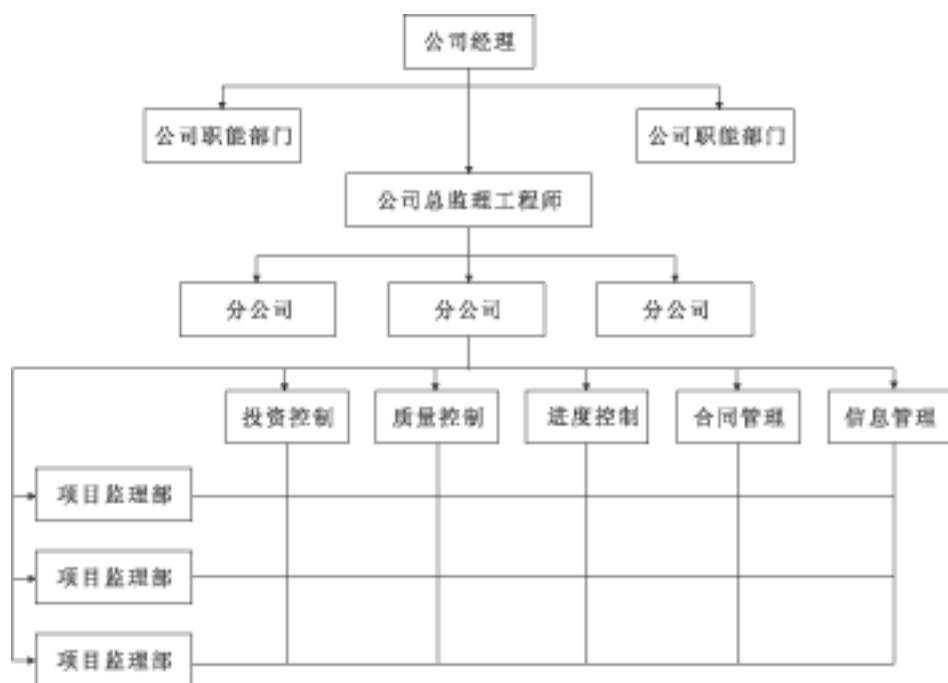 公司经理
公司职能部门
公司职能部门
公司总监理工程师
分公司
分公司
分公司
投资控制
质量控制
进度控制
合同管理
信息管理
项目监理部
项目监理部
项目监理部